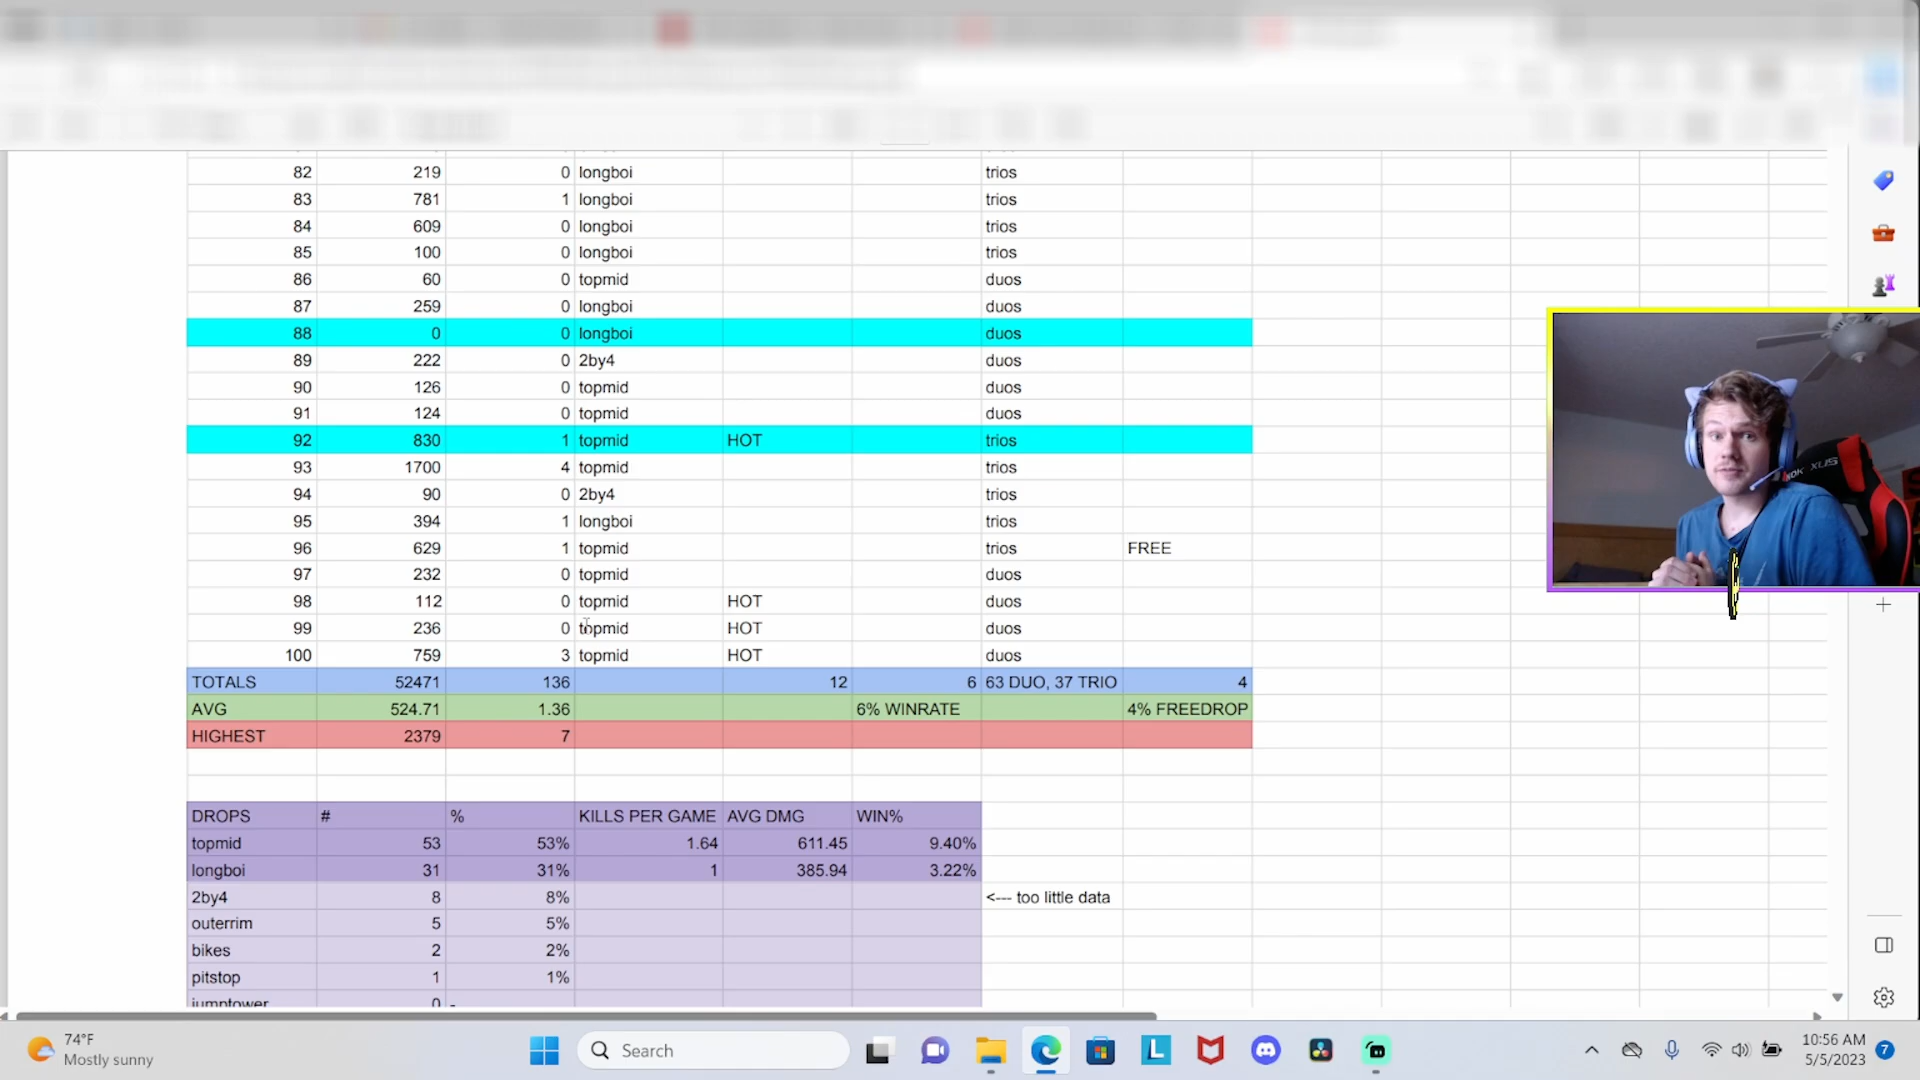 82 219 0 longboi trios
83 781 1 longboi trios
84 609 0 longboi trios
85 100 0 longboi trios
86 60 0 topmid duos
87 259 0 longboi duos
88 0 0 longboi duos
89 222 0 2by4 duos
90 126 0 topmid duos
91 124 0 topmid duos
92 830 1 topmid HOT trios
93 1700 4 topmid trios
94 90 0 2by4 trios
95 394 1 longboi trios
96 629 1 topmid trios FREE
97 232 0 topmid duos
98 112 0 topmid HOT duos
99 236 0 topmid HOT duos
100 759 3 topmid HOT duos
TOTALS 52471 136 12 6 63 DUO, 37 TRIO 4
AVG 524.71 1.36 6% WINRATE 4% FREEDROP
HIGHEST 2379 7
DROPS # % KILLS PER GAME AVG DMG WIN%
topmid 53 53% 1.64 611.45 9.40%
longboi 31 31% 1 385.94 3.22%
2by4 8 8% <--- too little data
outerrim 5 5%
bikes 2 2%
pitstop 1 1%
jumptower 0 -
74°F
Mostly sunny
Search
L
10:56 AM
5/5/2023
7